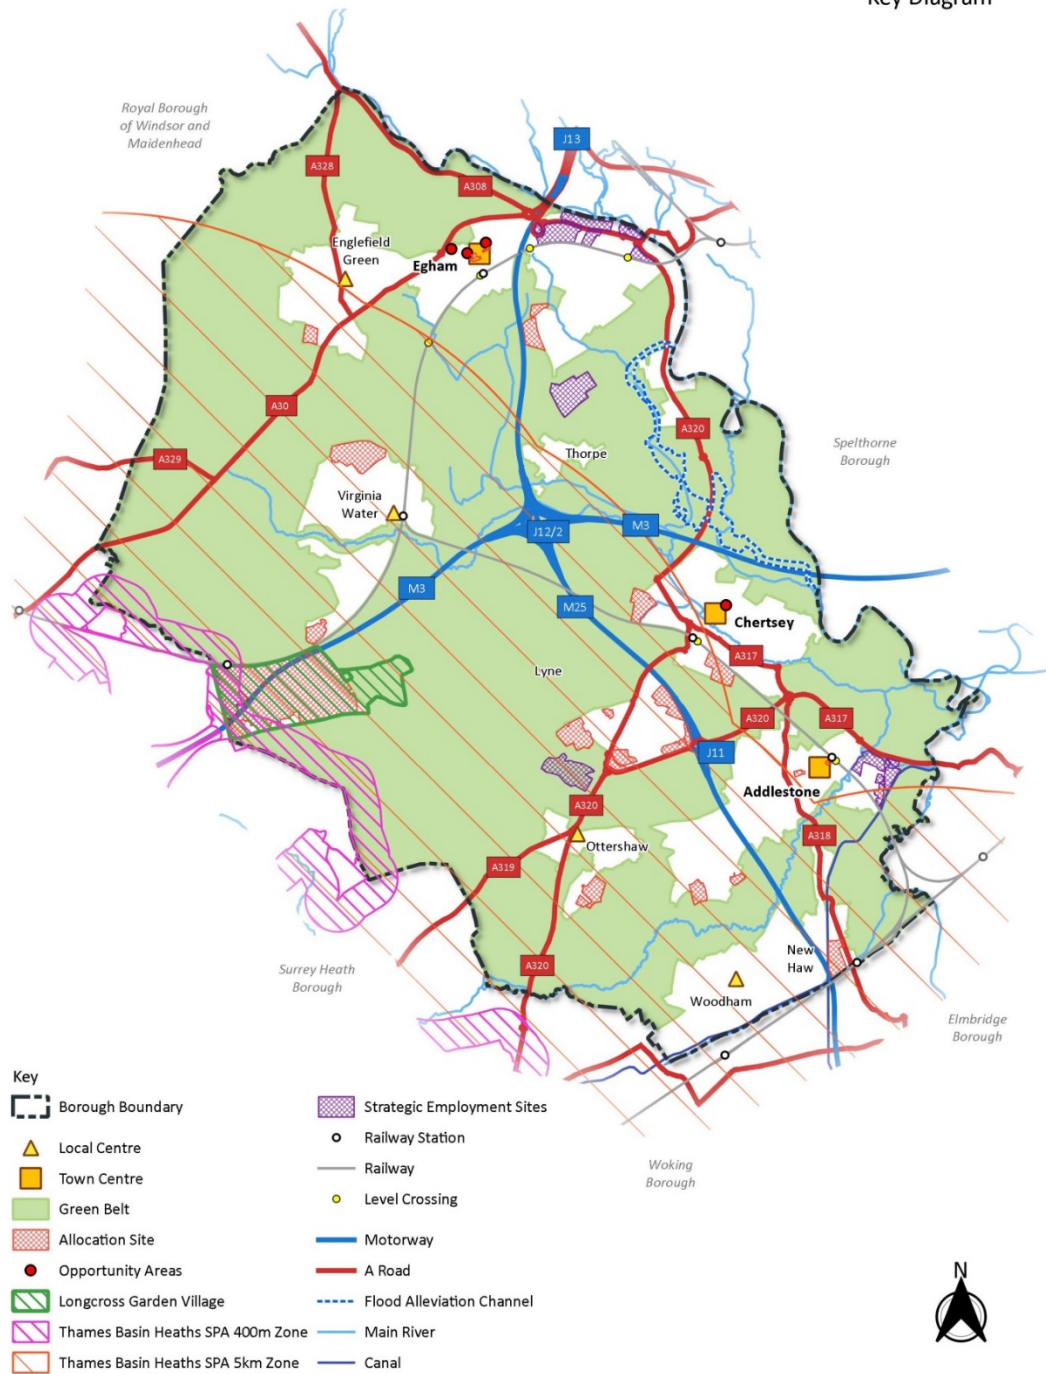 Key Diagram
Royal Borough
of Windsor and
Maidenhead
J13
A328
A308
Englefield
Green
Egham
A30
A320
A329
Spelthorne
Borough
Thorpe
Virginia
Water
J12/2
M3
M3
M25
Chertsey
A317
Lyne
A320
A317
J11
Addlestone
A320
A318
Ottershaw
A319
New
Haw
A320
Surrey Heath
Borough
Woodham
Elmbridge
Borough
Woking
Borough
Key
Borough Boundary
Local Centre
Town Centre
Green Belt
Allocation Site
Opportunity Areas
Longcross Garden Village
Thames Basin Heaths SPA 400m Zone
Thames Basin Heaths SPA 5km Zone
Strategic Employment Sites
Railway Station
Railway
Level Crossing
Motorway
A Road
Flood Alleviation Channel
Main River
Canal
N